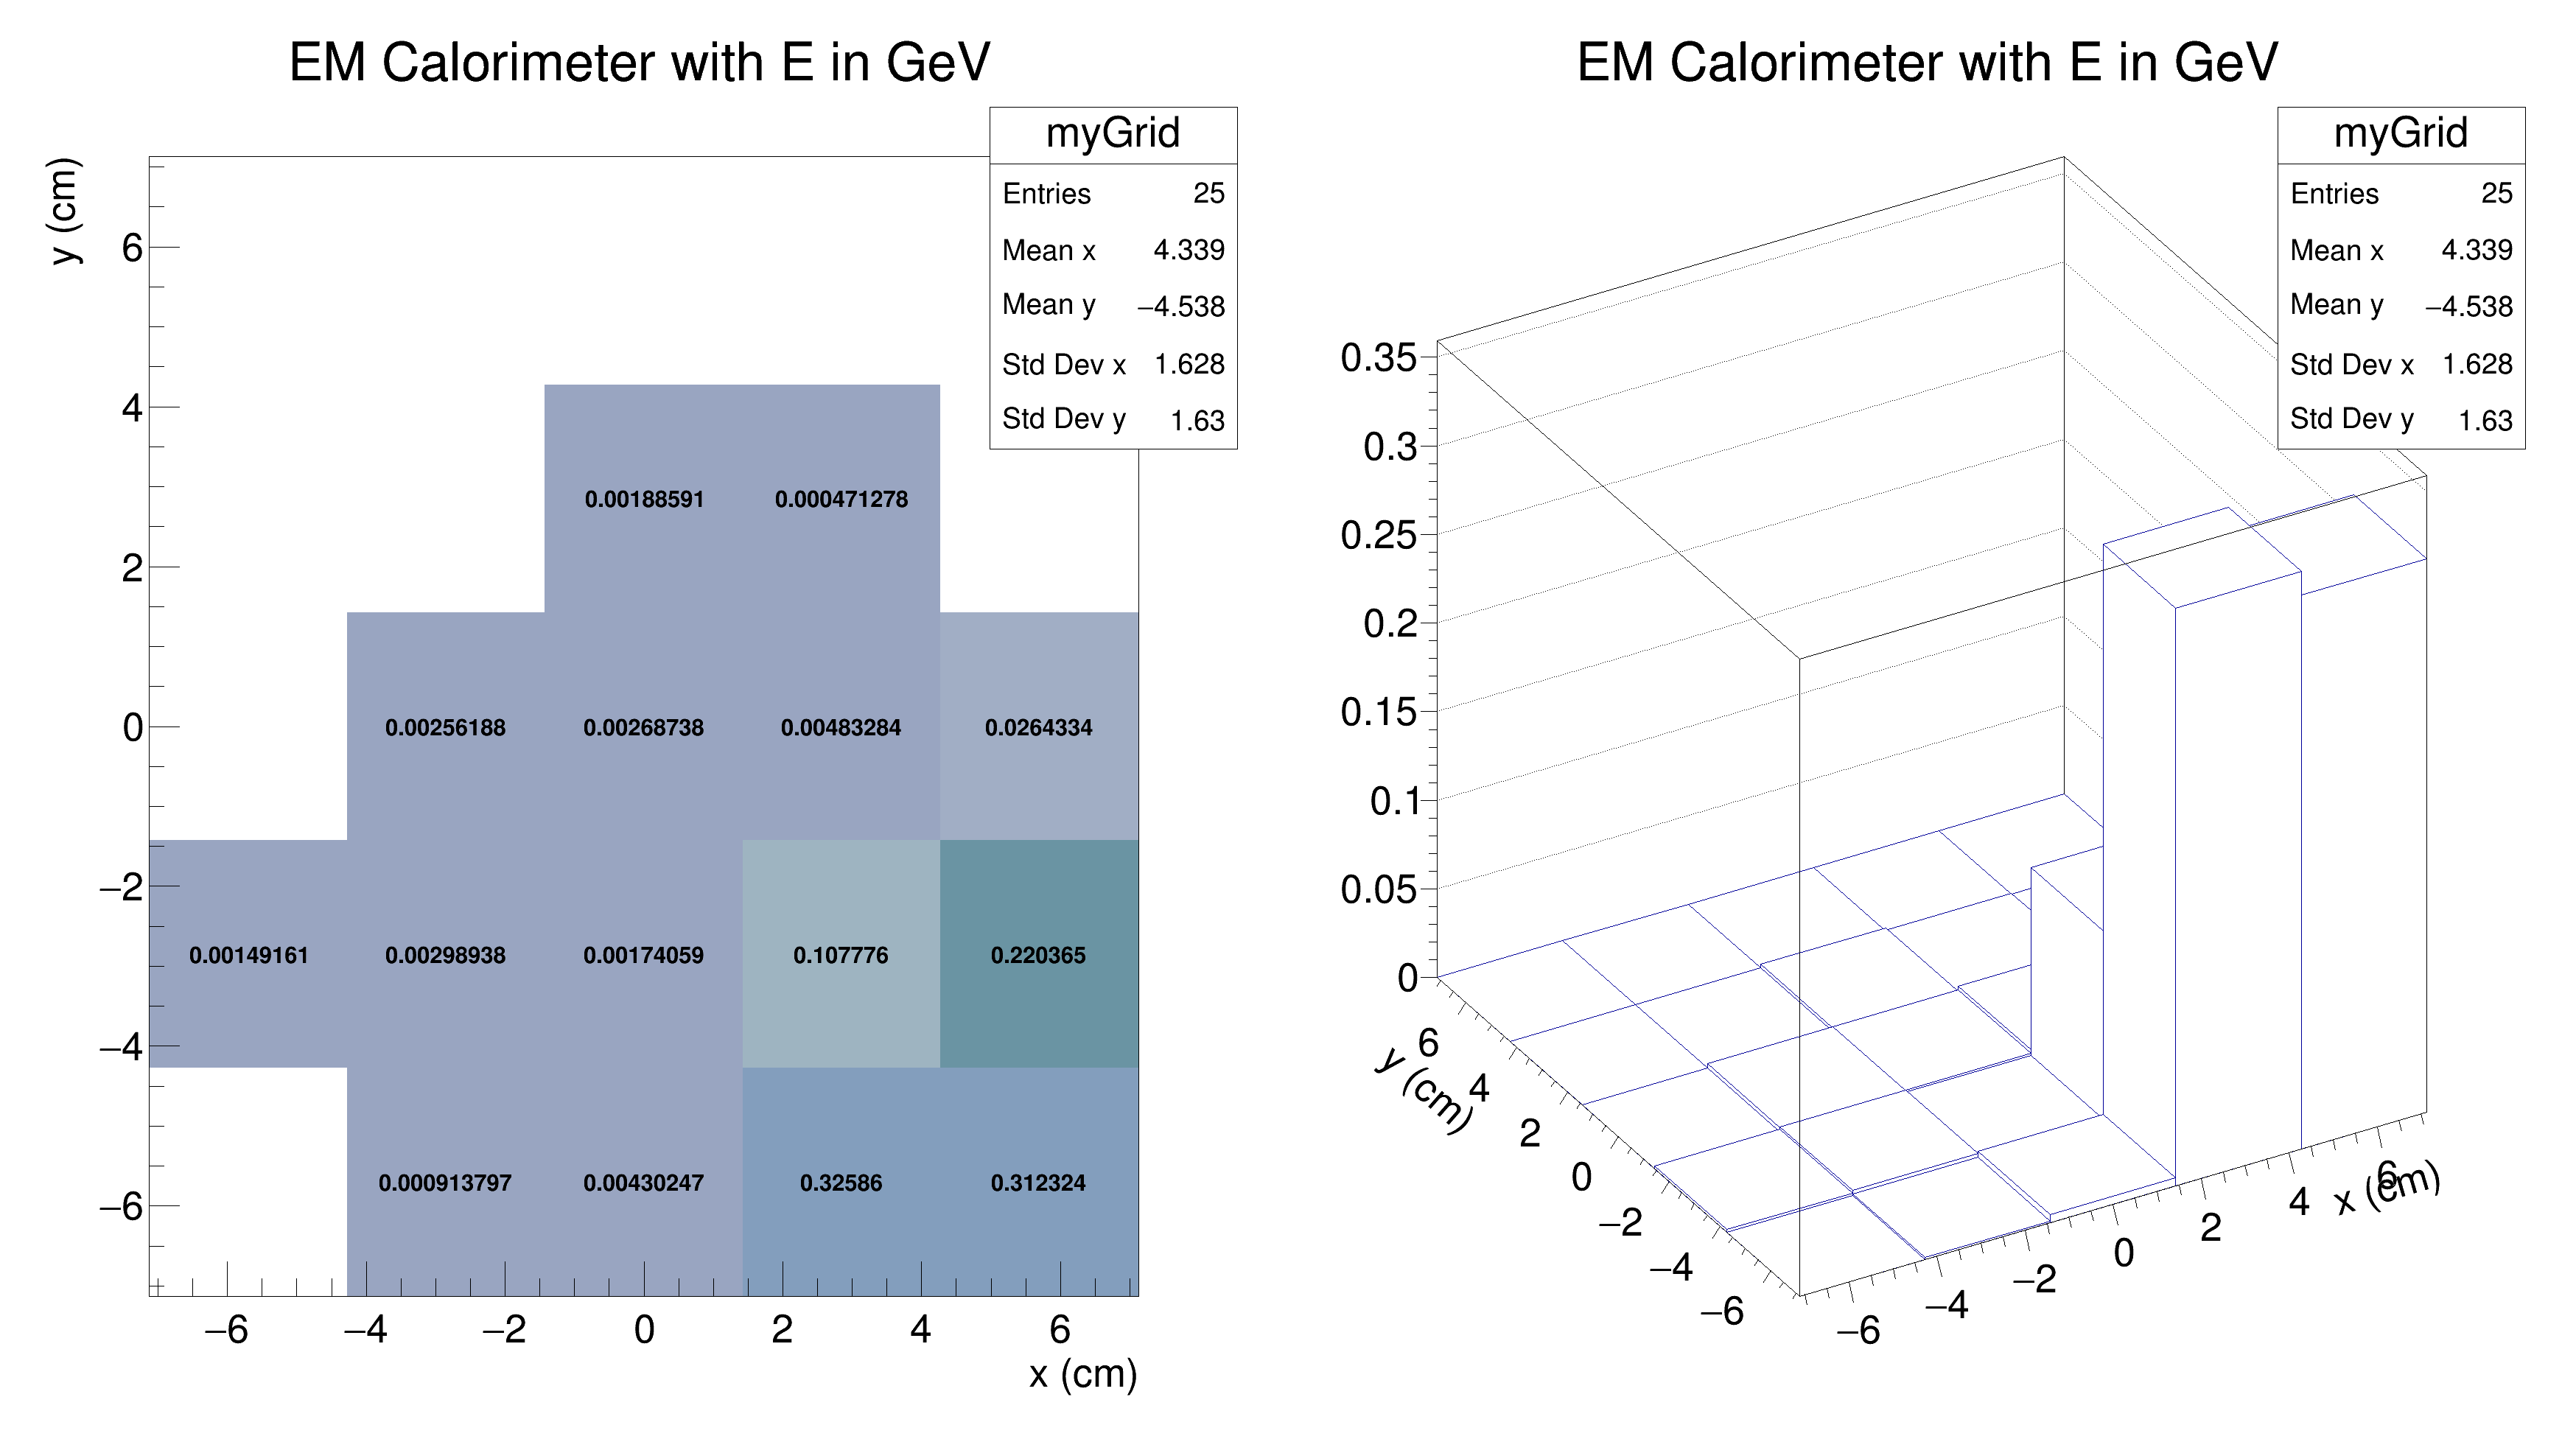 EM Calorimeter with E in GeV
myGrid
Entries 25
Mean x 4.339
Mean y −4.538
Std Dev x 1.628
Std Dev y 1.63
y (cm)
6
4
2
0
−2
−4
−6
0.00188591 0.000471278
0.00256188 0.00268738 0.00483284 0.0264334
0.00149161 0.00298938 0.00174059 0.107776 0.220365
0.000913797 0.00430247 0.32586 0.312324
−6 −4 −2 0 2 4 6
x (cm)
EM Calorimeter with E in GeV
myGrid
Entries 25
Mean x 4.339
Mean y −4.538
Std Dev x 1.628
Std Dev y 1.63
0.35
0.3
0.25
0.2
0.15
0.1
0.05
0
6
4
2
0
−2
−4
−6
y (cm)
−6 −4 −2 0 2 4 6
x (cm)